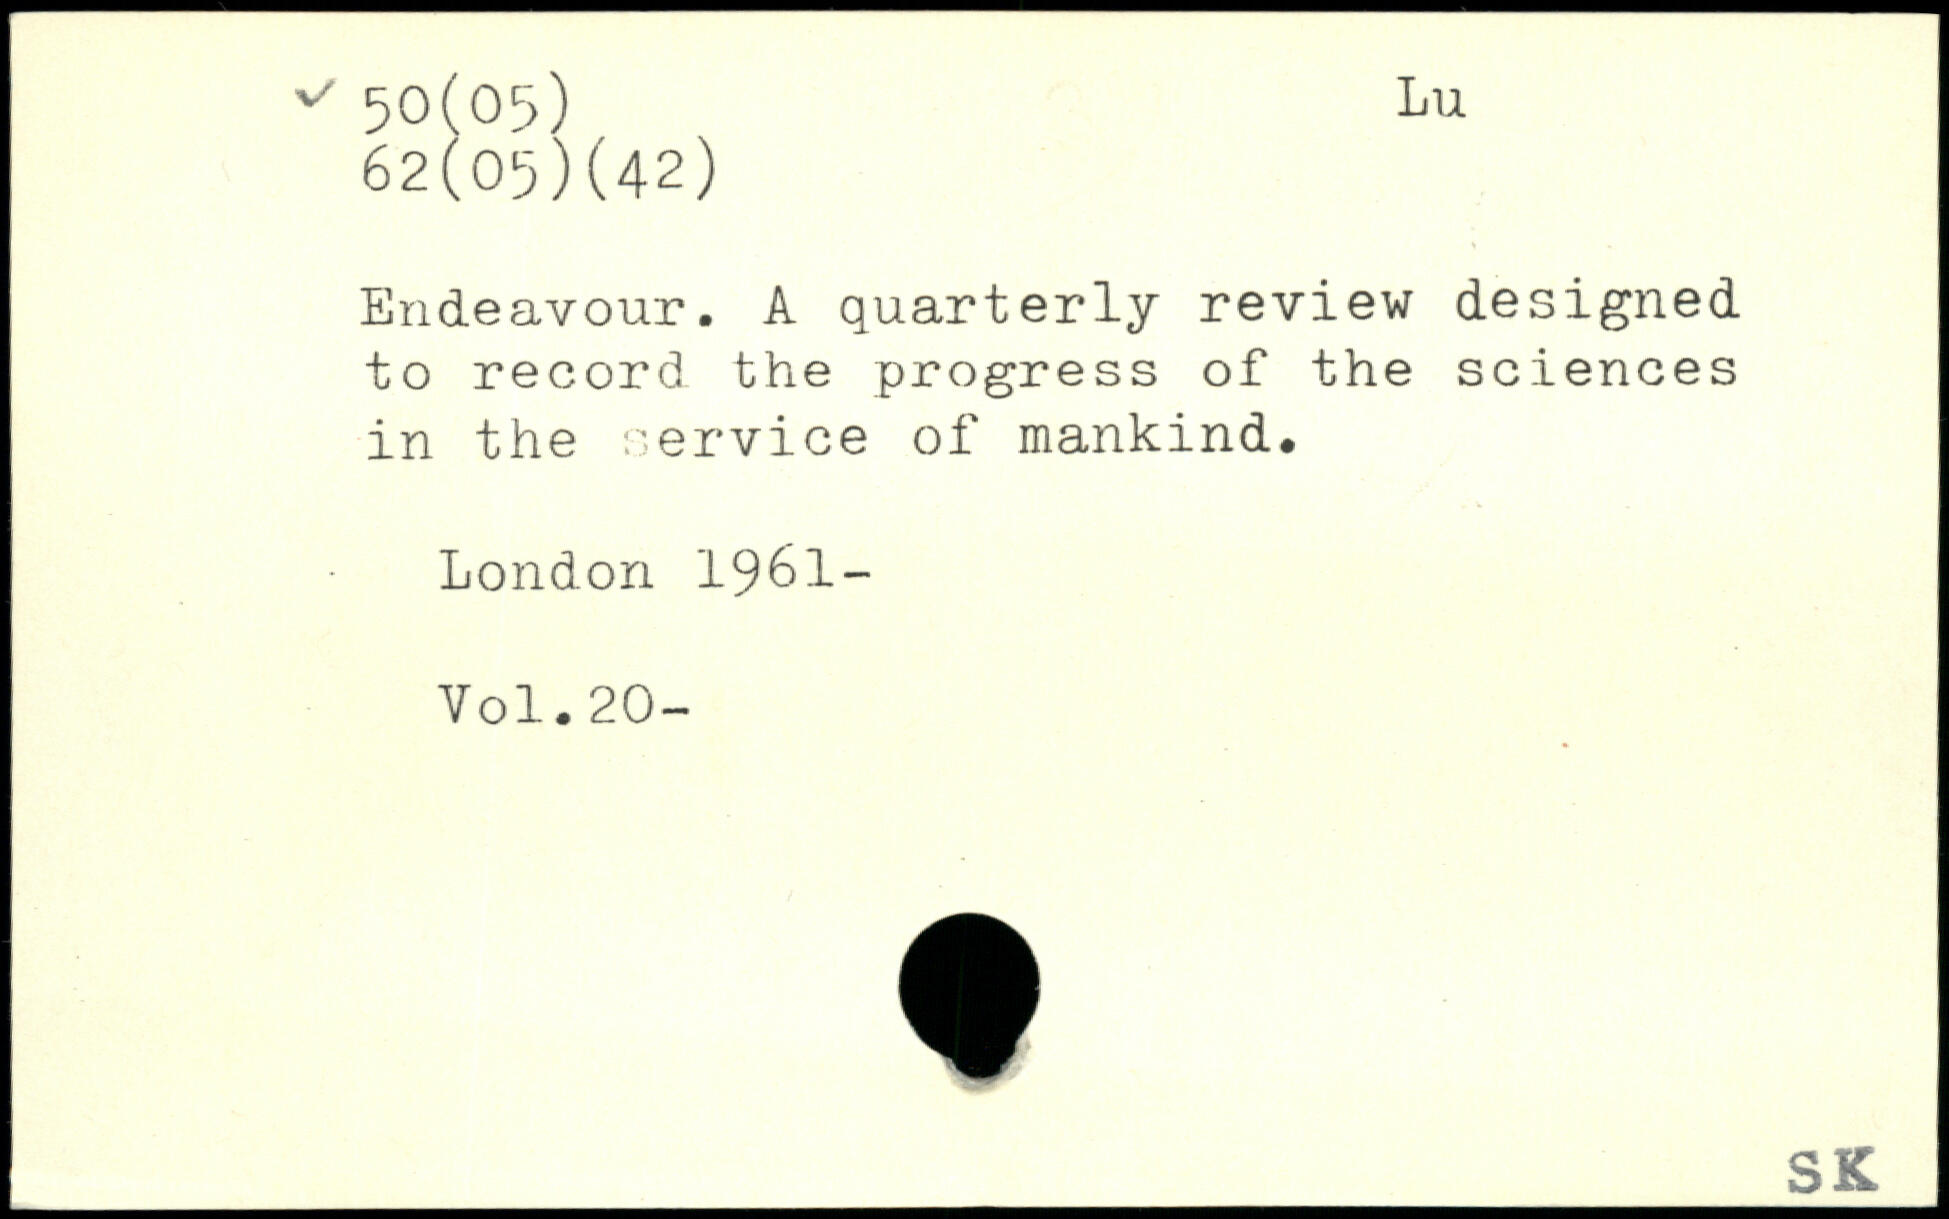 ✓ 50(05) Lu
62(05)(42)
Endeavour. A quarterly review designed
to record the progress of the sciences
in the service of mankind.
London 1961-
Vol.20-
SK